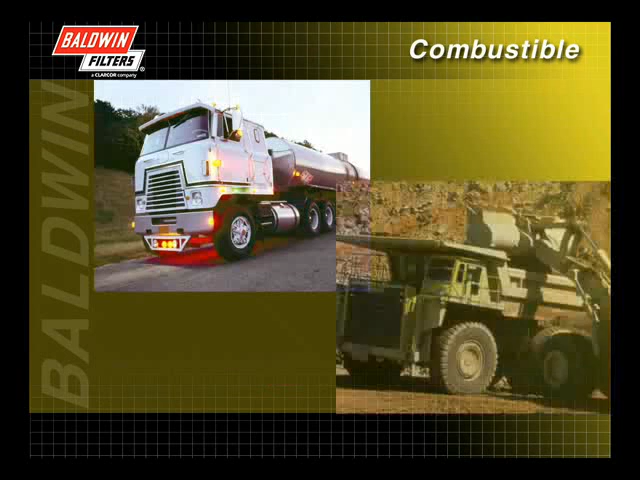 BALDWIN
FILTERS
a CLARCOR company
Combustible
BALDWIN